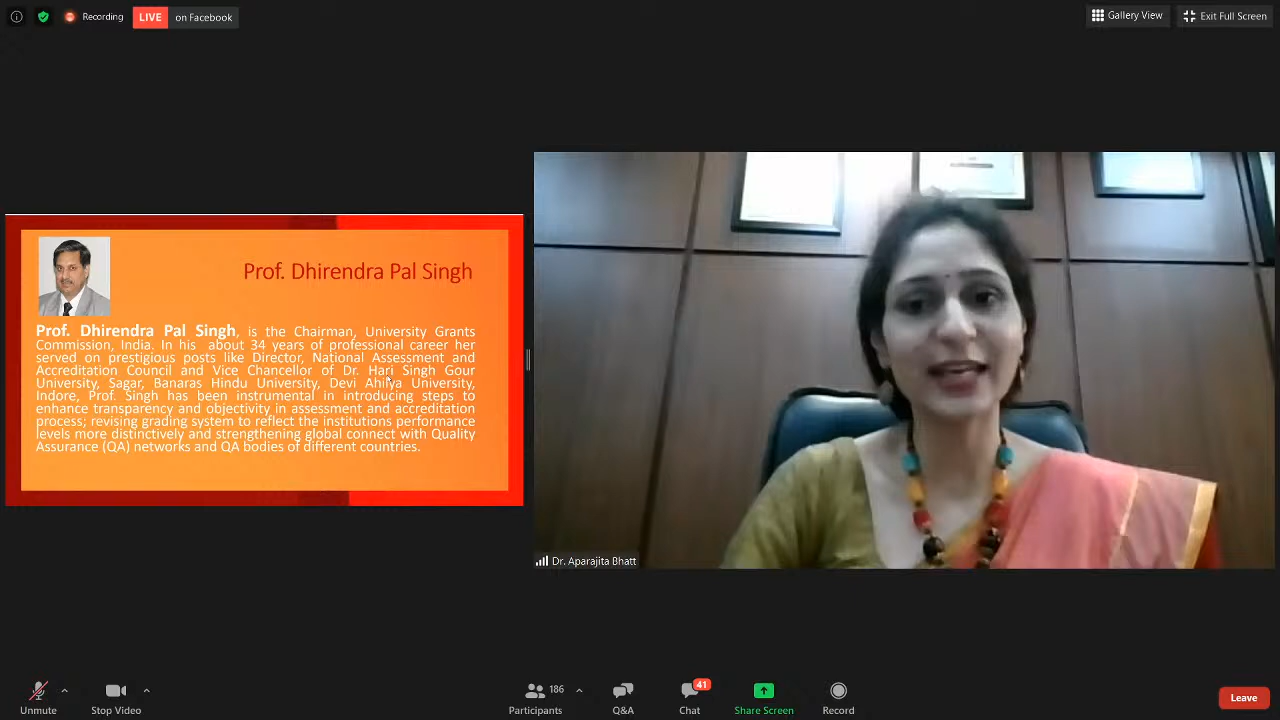 Recording
LIVE
on Facebook
Gallery View
Exit Full Screen
Prof. Dhirendra Pal Singh
Prof. Dhirendra Pal Singh, is the Chairman, University Grants
Commission, India. In his about 34 years of professional career her
served on prestigious posts like Director, National Assessment and
Accreditation Council and Vice Chancellor of Dr. Hari Singh Gour
University, Sagar, Banaras Hindu University, Devi Ahilya University,
Indore, Prof. Singh has been instrumental in introducing steps to
enhance transparency and objectivity in assessment and accreditation
process; revising grading system to reflect the institutions performance
levels more distinctively and strengthening global connect with Quality
Assurance (QA) networks and QA bodies of different countries.
Dr. Aparajita Bhatt
Unmute
Stop Video
186
Participants
Q&A
41
Chat
Share Screen
Record
Leave